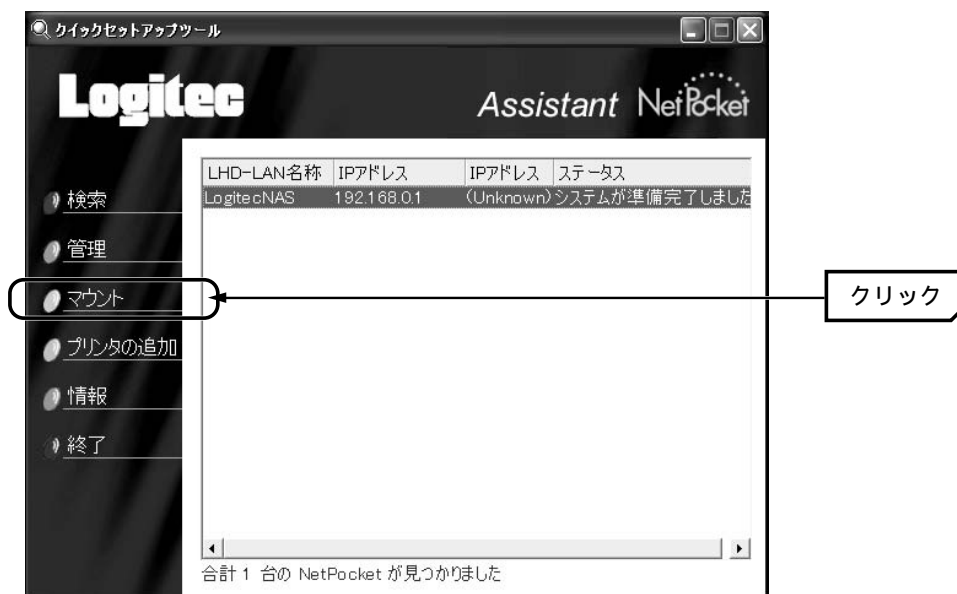 クイックセットアップツール
Logitec
Assistant NetPocket
LHD-LAN名称 IPアドレス IPアドレス ステータス
LogitecNAS 192.168.0.1 (Unknown) システムが準備完了しました
検索
管理
マウント
クリック
プリンタの追加
情報
終了
合計 1 台の NetPocket が見つかりました